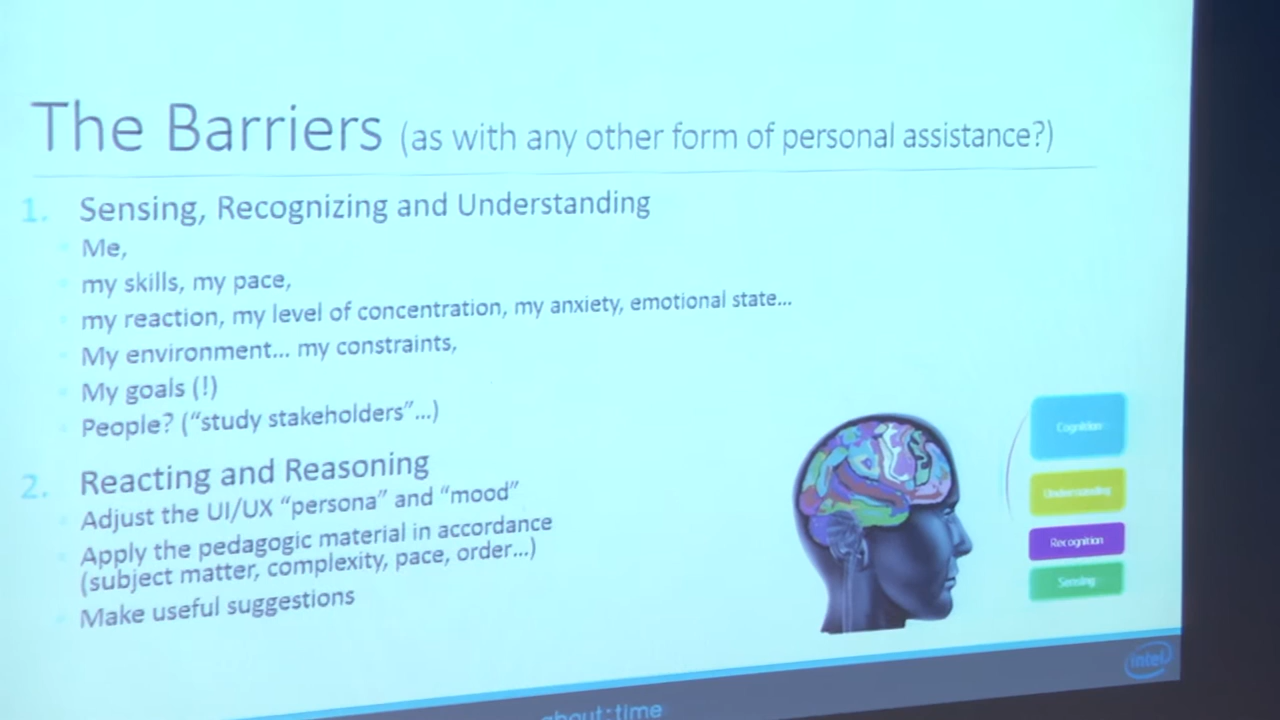 The Barriers (as with any other form of personal assistance?)
1. Sensing, Recognizing and Understanding
Me,
my skills, my pace,
my reaction, my level of concentration, my anxiety, emotional state...
My environment... my constraints,
My goals (!)
People? ("study stakeholders"...)
2. Reacting and Reasoning
Adjust the UI/UX "persona" and "mood"
Apply the pedagogic material in accordance
(subject matter, complexity, pace, order...)
Make useful suggestions
Cognition
Understanding
Recognition
Sensing
intel
about:time